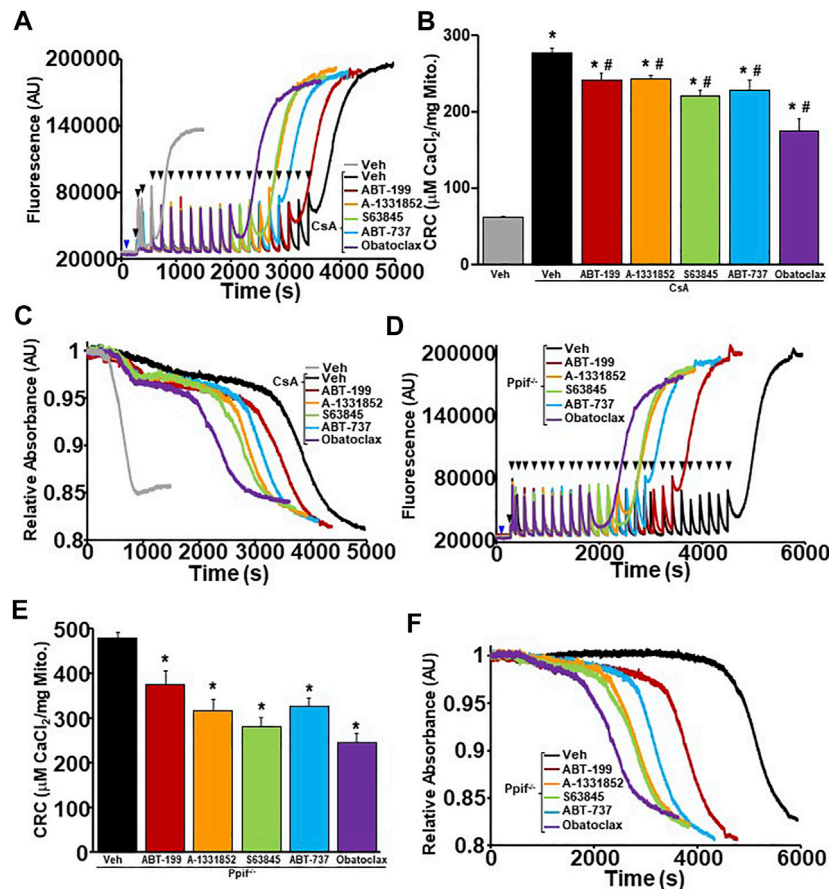 A
Fluorescence (AU)
200000
140000
80000
20000
0
1000
2000
3000
4000
5000
Time (s)
Veh
Veh
ABT-199
A-1331852
S63845
ABT-737
Obatoclax
CsA
B
CRC (μM CaCl₂/mg Mito.)
300
200
100
0
*
* #
* #
* #
* #
* #
Veh
Veh
ABT-199
A-1331852
S63845
ABT-737
Obatoclax
CsA
C
Relative Absorbance (AU)
1
0.95
0.9
0.85
0.8
0
1000
2000
3000
4000
5000
Time (s)
Veh
CsA
Veh
ABT-199
A-1331852
S63845
ABT-737
Obatoclax
D
Fluorescence (AU)
200000
140000
80000
20000
0
2000
4000
6000
Time (s)
Veh
ABT-199
Ppif-/-
A-1331852
S63845
ABT-737
Obatoclax
E
CRC (μM CaCl₂/mg Mito.)
500
400
300
200
100
0
*
*
*
*
*
Veh
ABT-199
A-1331852
S63845
ABT-737
Obatoclax
Ppif-/-
F
Relative Absorbance (AU)
1
0.95
0.9
0.85
0.8
0
2000
4000
6000
Time (s)
Veh
ABT-199
Ppif-/-
A-1331852
S63845
ABT-737
Obatoclax